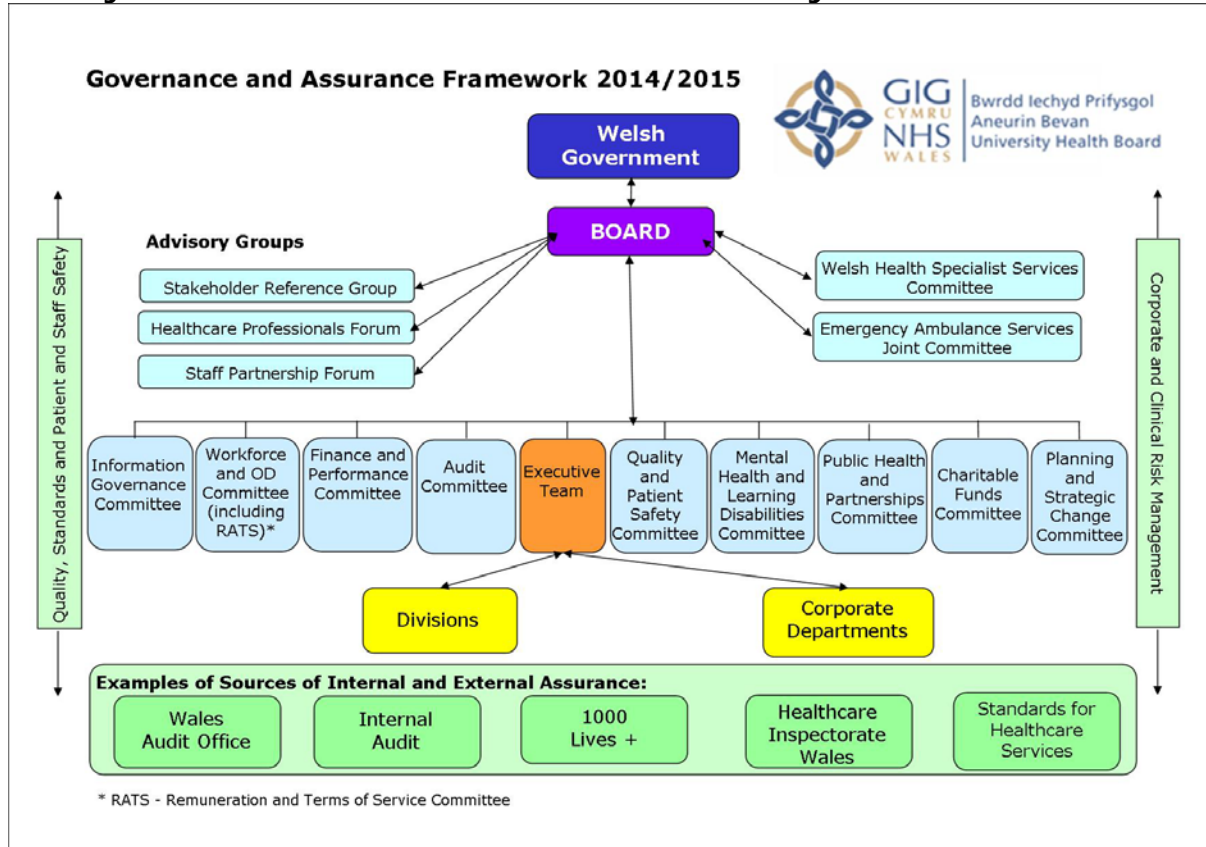 Governance and Assurance Framework 2014/2015
GIG
CYMRU
NHS
WALES
Bwrdd Iechyd Prifysgol
Aneurin Bevan
University Health Board
Welsh
Government
BOARD
Advisory Groups
Stakeholder Reference Group
Healthcare Professionals Forum
Staff Partnership Forum
Welsh Health Specialist Services
Committee
Emergency Ambulance Services
Joint Committee
Quality, Standards and Patient and Staff Safety
Corporate and Clinical Risk Management
Information
Governance
Committee
Workforce
and OD
Committee
(including
RATS)*
Finance and
Performance
Committee
Audit
Committee
Executive
Team
Quality
and
Patient
Safety
Committee
Mental
Health and
Learning
Disabilities
Committee
Public Health
and
Partnerships
Committee
Charitable
Funds
Committee
Planning
and
Strategic
Change
Committee
Divisions
Corporate
Departments
Examples of Sources of Internal and External Assurance:
Wales
Audit Office
Internal
Audit
1000
Lives +
Healthcare
Inspectorate
Wales
Standards for
Healthcare
Services
* RATS - Remuneration and Terms of Service Committee